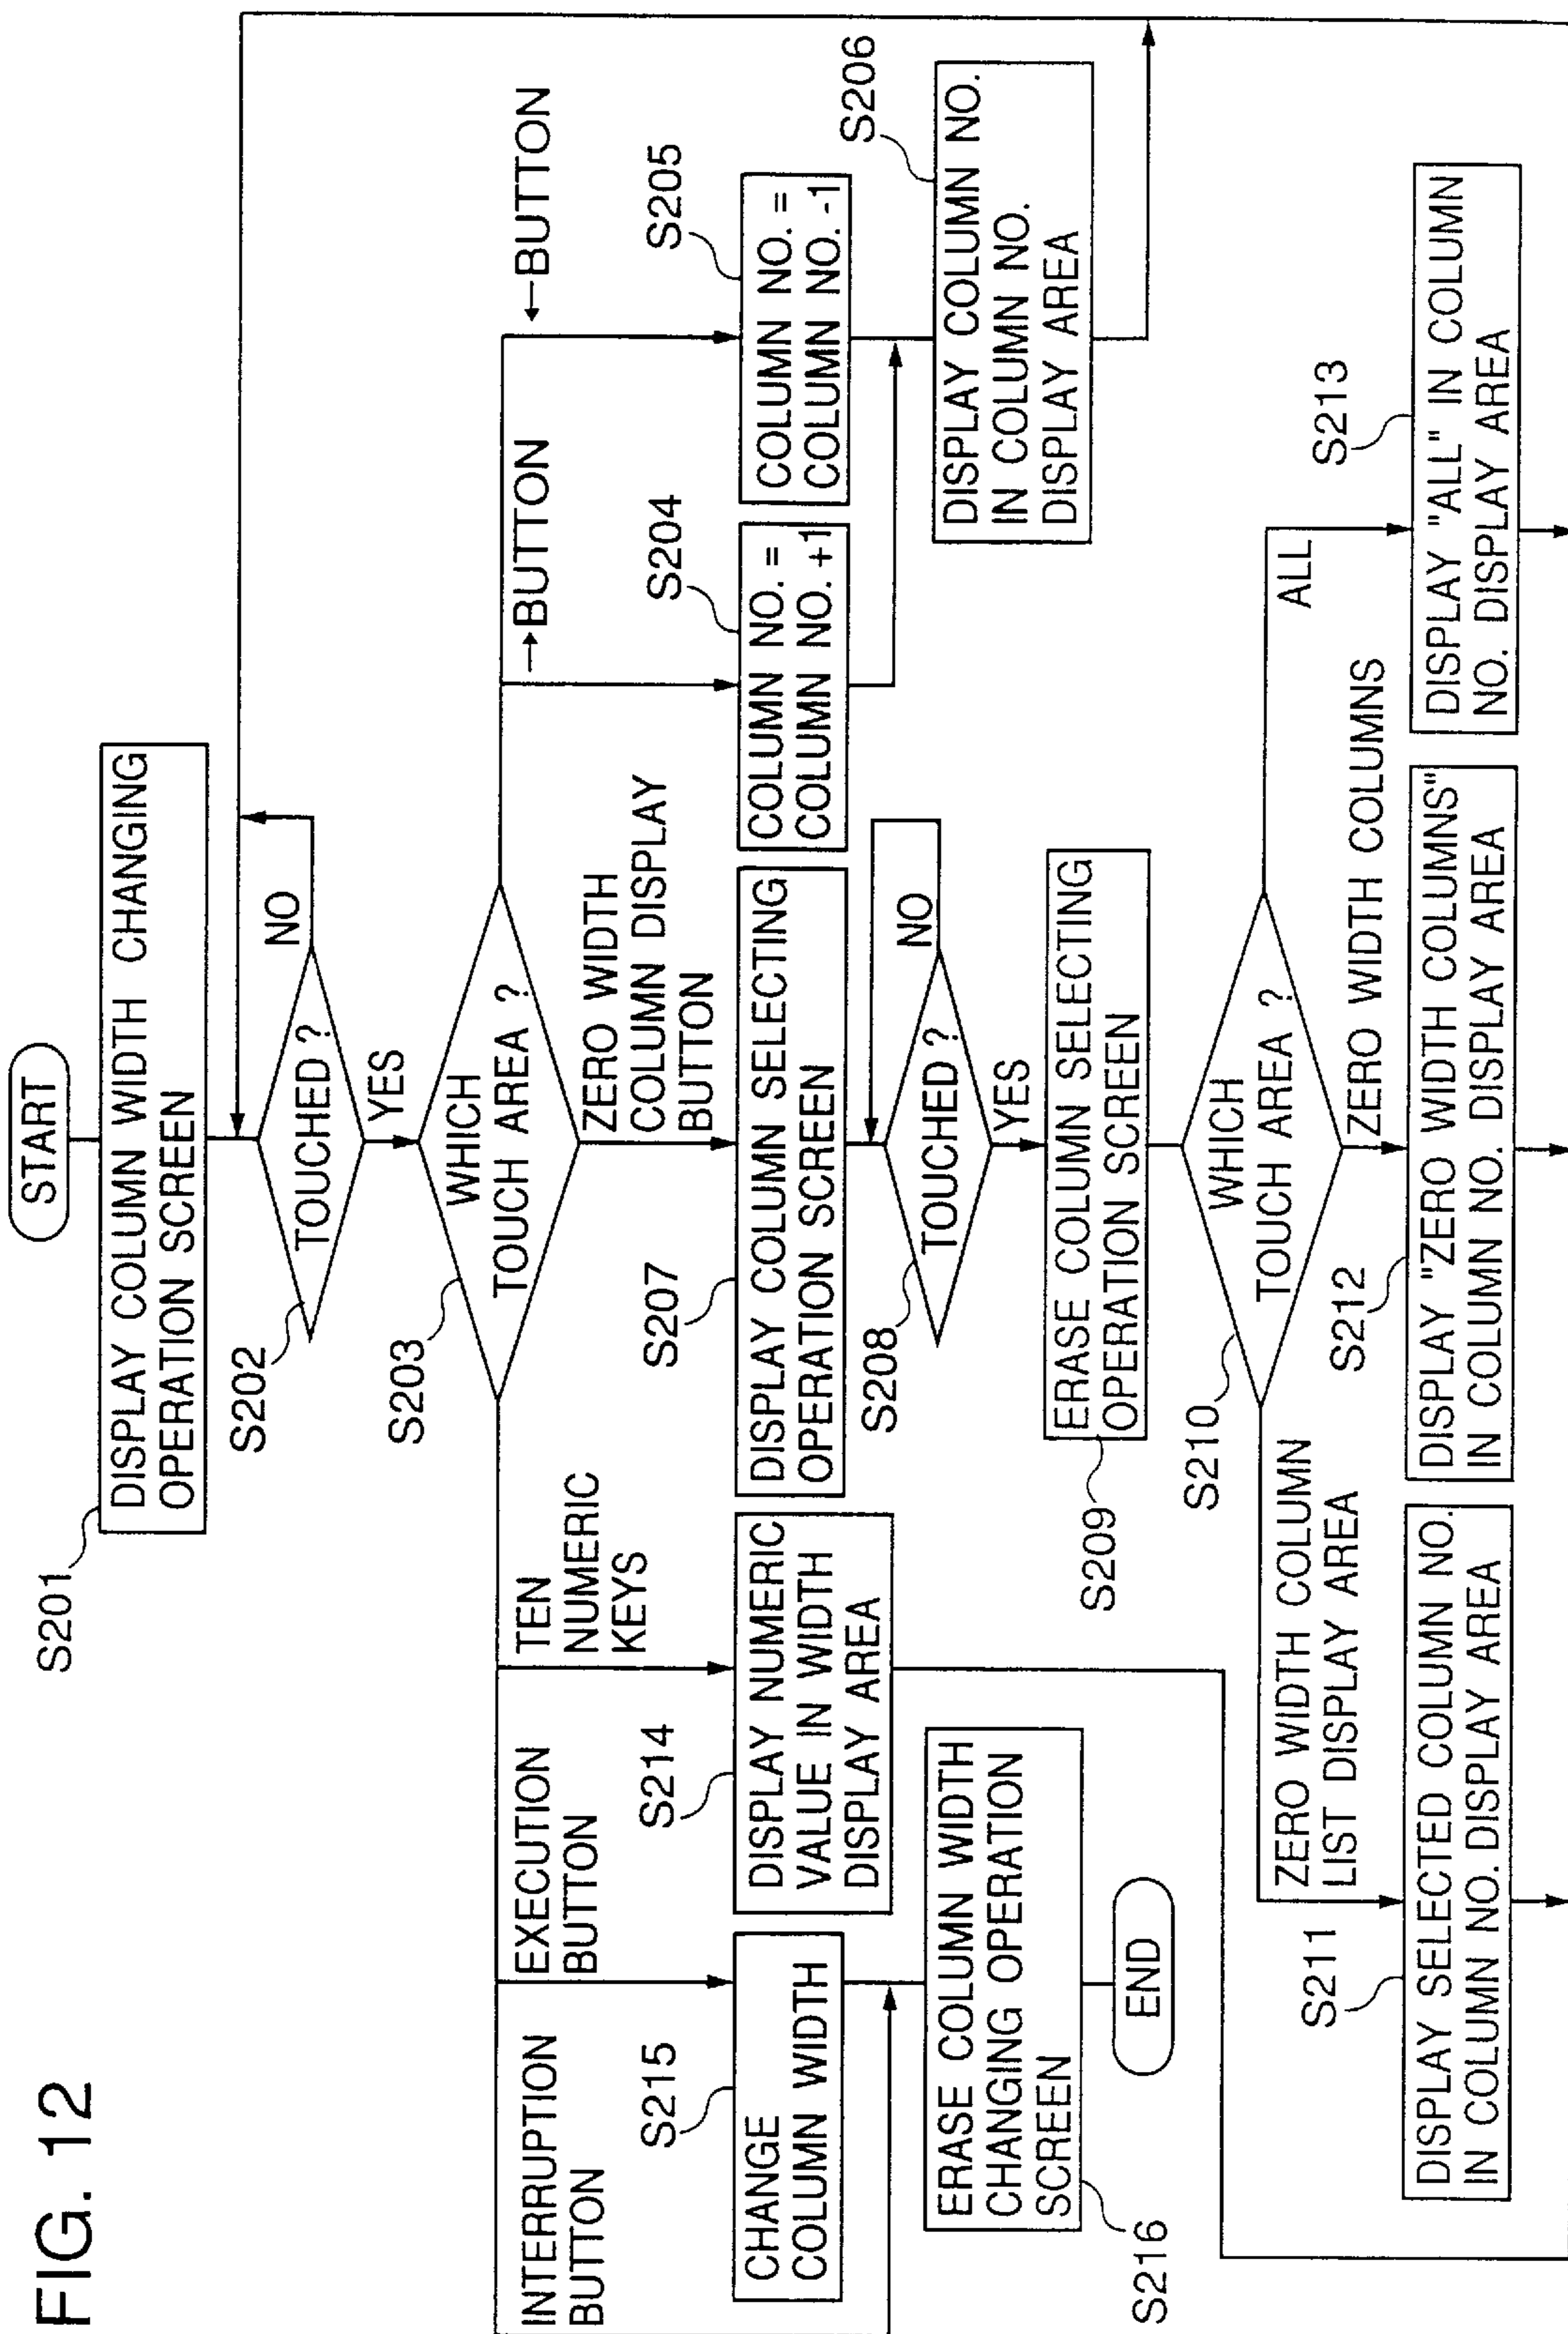 FIG. 12
START
S201
DISPLAY COLUMN WIDTH CHANGING
OPERATION SCREEN
S202
TOUCHED ?
NO
YES
S203
WHICH
TOUCH AREA ?
INTERRUPTION
BUTTON
EXECUTION
BUTTON
TEN
NUMERIC
KEYS
ZERO WIDTH
COLUMN DISPLAY
BUTTON
→BUTTON
←BUTTON
S215
CHANGE
COLUMN WIDTH
S214
DISPLAY NUMERIC
VALUE IN WIDTH
DISPLAY AREA
S207
DISPLAY COLUMN SELECTING
OPERATION SCREEN
S204
COLUMN NO. =
COLUMN NO. +1
S205
COLUMN NO. =
COLUMN NO. -1
S216
ERASE COLUMN WIDTH
CHANGING OPERATION
SCREEN
END
S208
TOUCHED ?
NO
YES
S206
DISPLAY COLUMN NO.
IN COLUMN NO.
DISPLAY AREA
S209
ERASE COLUMN SELECTING
OPERATION SCREEN
S210
WHICH
TOUCH AREA ?
ZERO WIDTH COLUMN
LIST DISPLAY AREA
ZERO WIDTH COLUMNS
ALL
S211
DISPLAY SELECTED COLUMN NO.
IN COLUMN NO. DISPLAY AREA
S212
DISPLAY "ZERO WIDTH COLUMNS"
IN COLUMN NO. DISPLAY AREA
S213
DISPLAY "ALL" IN COLUMN
NO. DISPLAY AREA